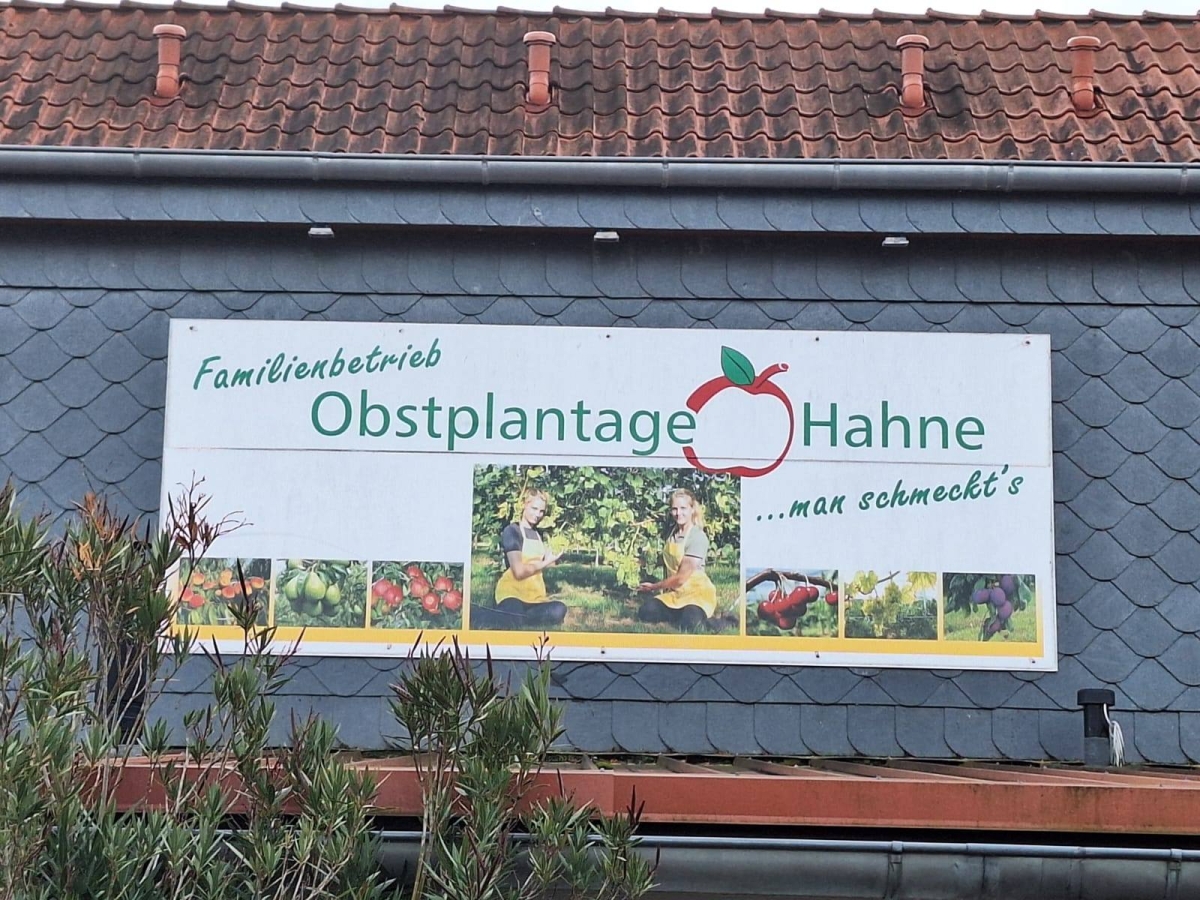 Familienbetrieb
Obstplantage Hahne
...man schmeckt's